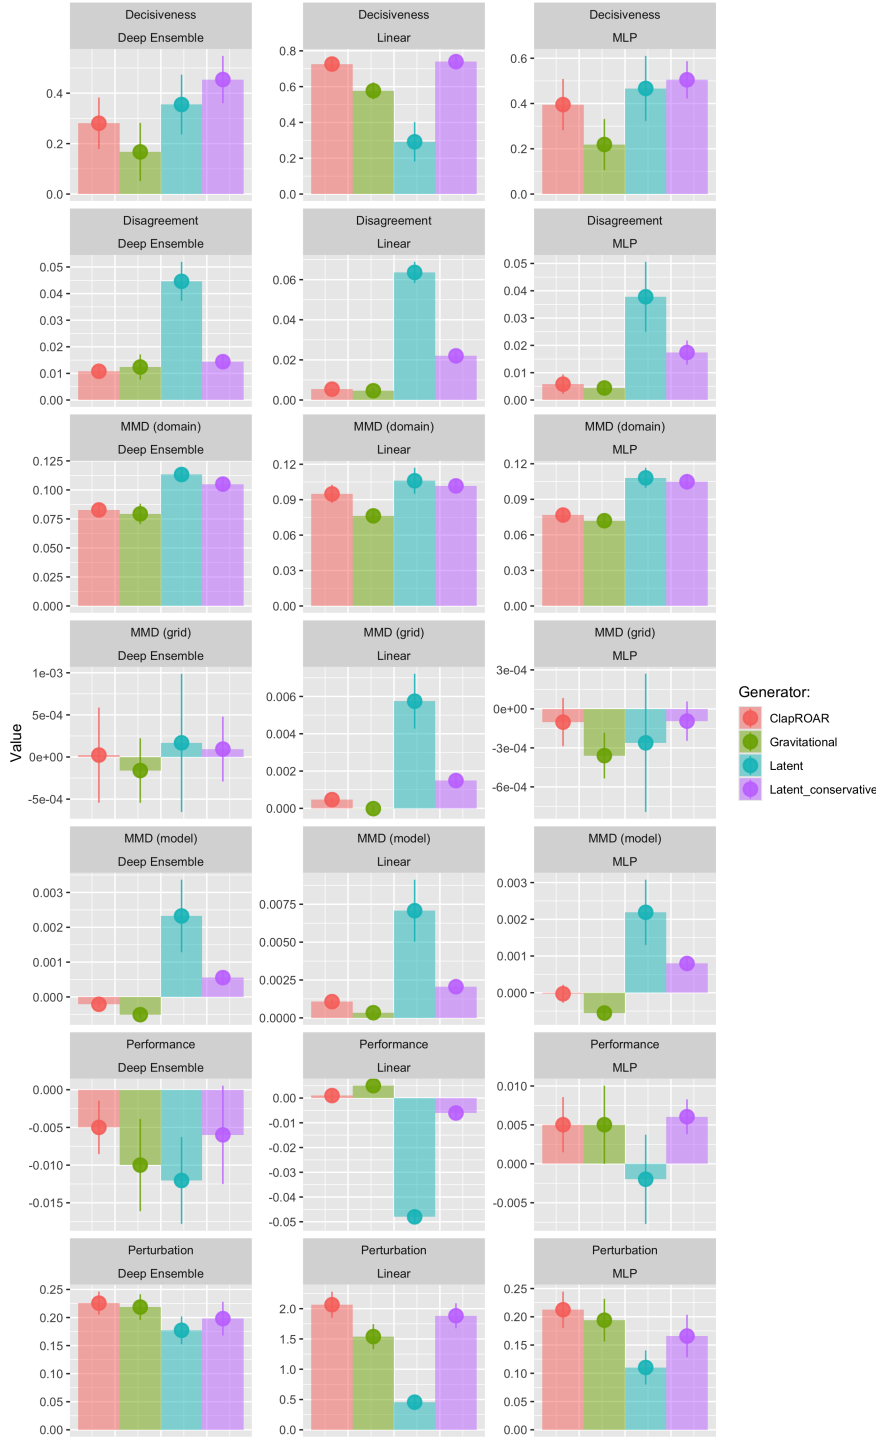 Decisiveness
Deep Ensemble
0.4
0.2
0.0
Decisiveness
Linear
0.8
0.6
0.4
0.2
0.0
Decisiveness
MLP
0.6
0.4
0.2
0.0
Disagreement
Deep Ensemble
0.05
0.04
0.03
0.02
0.01
0.00
Disagreement
Linear
0.06
0.04
0.02
0.00
Disagreement
MLP
0.05
0.04
0.03
0.02
0.01
0.00
MMD (domain)
Deep Ensemble
0.125
0.100
0.075
0.050
0.025
0.000
MMD (domain)
Linear
0.12
0.09
0.06
0.03
0.00
MMD (domain)
MLP
0.12
0.09
0.06
0.03
0.00
MMD (grid)
Deep Ensemble
1e-03
5e-04
0e+00
-5e-04
MMD (grid)
Linear
0.006
0.004
0.002
0.000
MMD (grid)
MLP
3e-04
0e+00
-3e-04
-6e-04
Value
Generator:
ClapROAR
Gravitational
Latent
Latent_conservative
MMD (model)
Deep Ensemble
0.003
0.002
0.001
0.000
MMD (model)
Linear
0.0075
0.0050
0.0025
0.0000
MMD (model)
MLP
0.003
0.002
0.001
0.000
Performance
Deep Ensemble
0.000
-0.005
-0.010
-0.015
Performance
Linear
0.00
-0.01
-0.02
-0.03
-0.04
-0.05
Performance
MLP
0.010
0.005
0.000
-0.005
Perturbation
Deep Ensemble
0.25
0.20
0.15
0.10
0.05
0.00
Perturbation
Linear
2.0
1.5
1.0
0.5
0.0
Perturbation
MLP
0.25
0.20
0.15
0.10
0.05
0.00